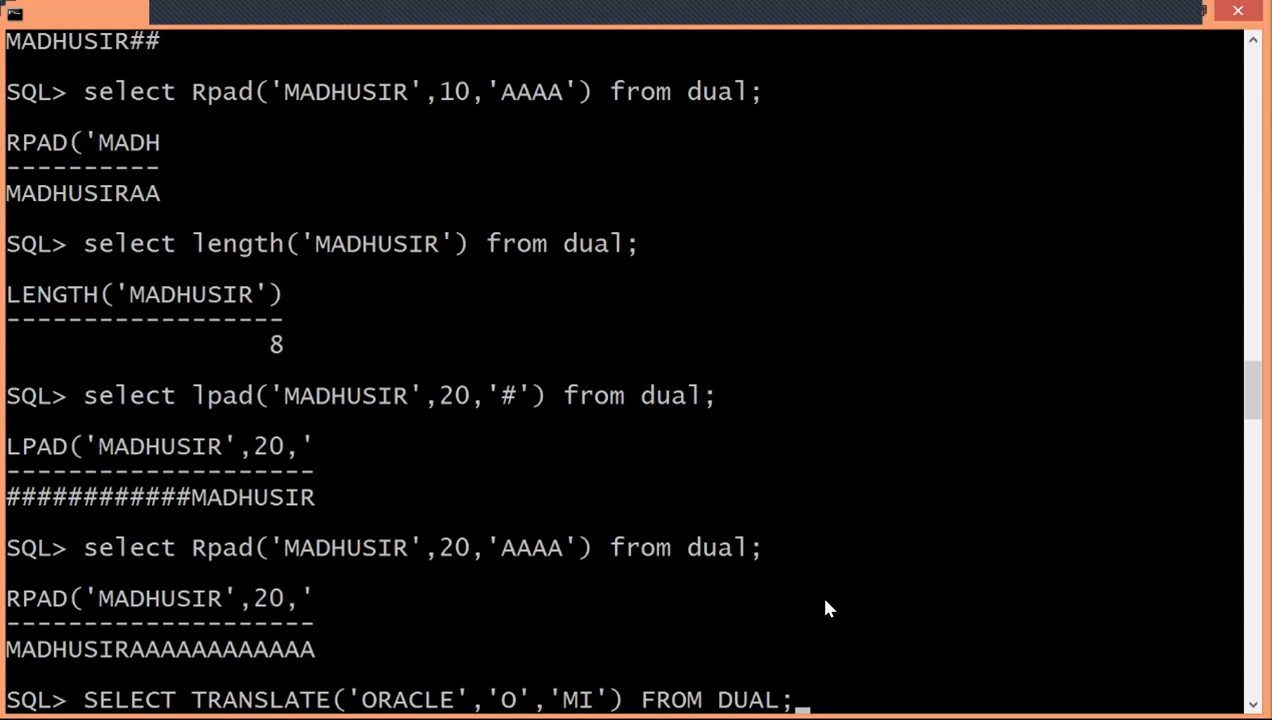 MADHUSIR##
SQL> select Rpad('MADHUSIR',10,'AAAA') from dual;
RPAD('MADH
----------
MADHUSIRAA
SQL> select length('MADHUSIR') from dual;
LENGTH('MADHUSIR')
------------------
8
SQL> select lpad('MADHUSIR',20,'#') from dual;
LPAD('MADHUSIR',20,'
--------------------
############MADHUSIR
SQL> select Rpad('MADHUSIR',20,'AAAA') from dual;
RPAD('MADHUSIR',20,'
--------------------
MADHUSIRAAAAAAAAAAAA
SQL> SELECT TRANSLATE('ORACLE','O','MI') FROM DUAL;_